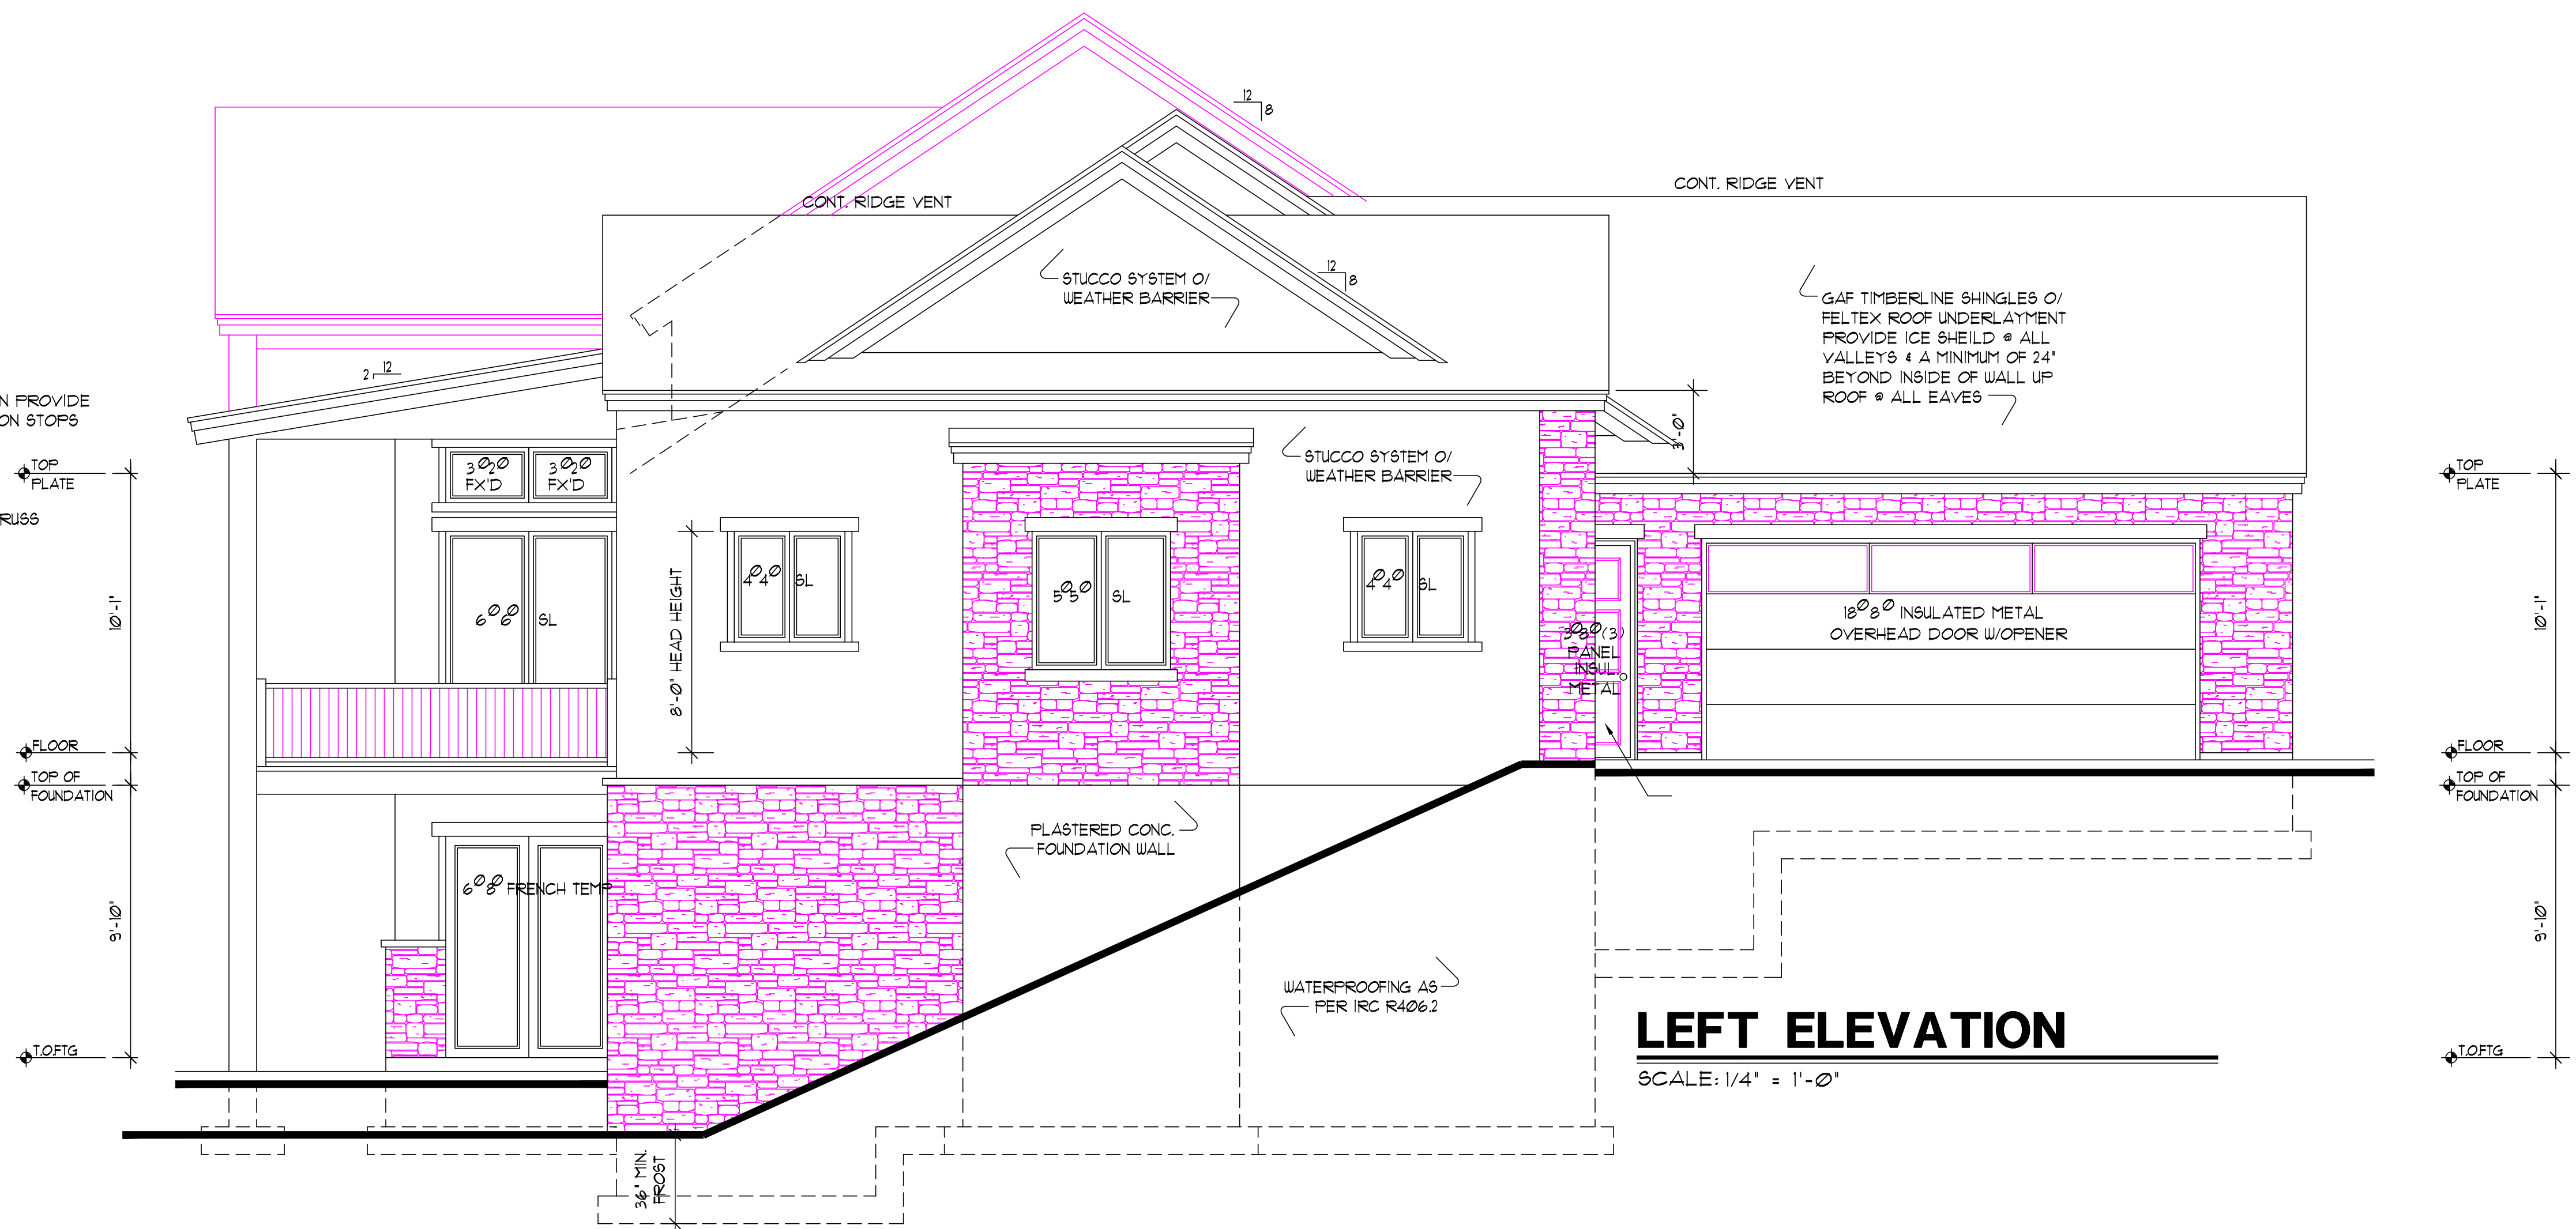 12
8
CONT. RIDGE VENT
CONT. RIDGE VENT
STUCCO SYSTEM O/
WEATHER BARRIER
12
8
GAF TIMBERLINE SHINGLES O/
FELTEX ROOF UNDERLAYMENT
PROVIDE ICE SHEILD @ ALL
VALLEYS & A MINIMUM OF 24"
BEYOND INSIDE OF WALL UP
ROOF @ ALL EAVES
12
2
N PROVIDE
ON STOPS
3'-0"
STUCCO SYSTEM O/
WEATHER BARRIER
TOP
PLATE
3020
FX'D
3020
FX'D
TOP
PLATE
RUSS
10'-1"
6060 SL
8'-0" HEAD HEIGHT
4040 SL
5050 SL
4040 SL
3080 (3)
PANEL
INSUL.
METAL
18080 INSULATED METAL
OVERHEAD DOOR W/OPENER
10'-1"
FLOOR
FLOOR
TOP OF
FOUNDATION
TOP OF
FOUNDATION
PLASTERED CONC.
FOUNDATION WALL
6080 FRENCH TEMP
9'-10"
9'-10"
WATERPROOFING AS
PER IRC R406.2
T.O.FTG
T.O.FTG
LEFT ELEVATION
SCALE: 1/4" = 1'-0"
36" MIN.
FROST